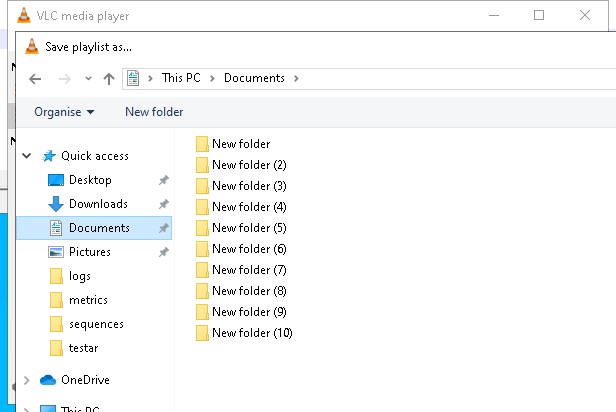 VLC media player
Save playlist as...
This PC > Documents >
Organise
New folder
Quick access
Desktop
Downloads
Documents
Pictures
logs
metrics
sequences
testar
OneDrive
This PC
New folder
New folder (2)
New folder (3)
New folder (4)
New folder (5)
New folder (6)
New folder (7)
New folder (8)
New folder (9)
New folder (10)